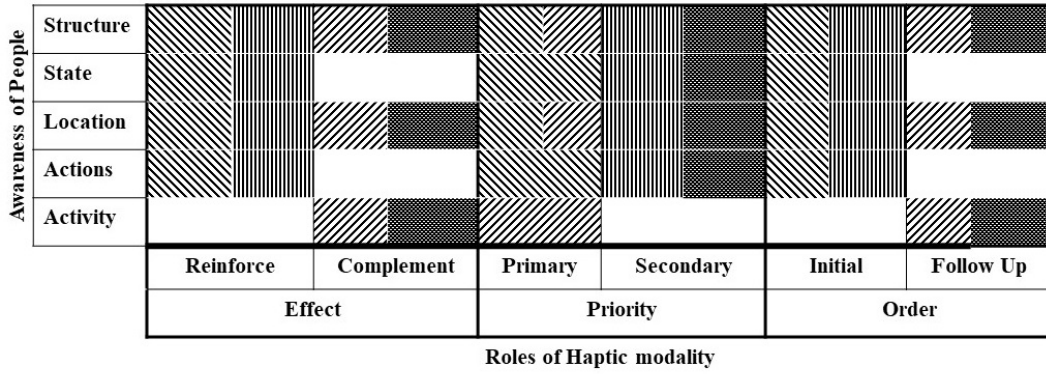 Awareness of People
Structure
State
Location
Actions
Activity
Reinforce Complement Primary Secondary Initial Follow Up
Effect Priority Order
Roles of Haptic modality